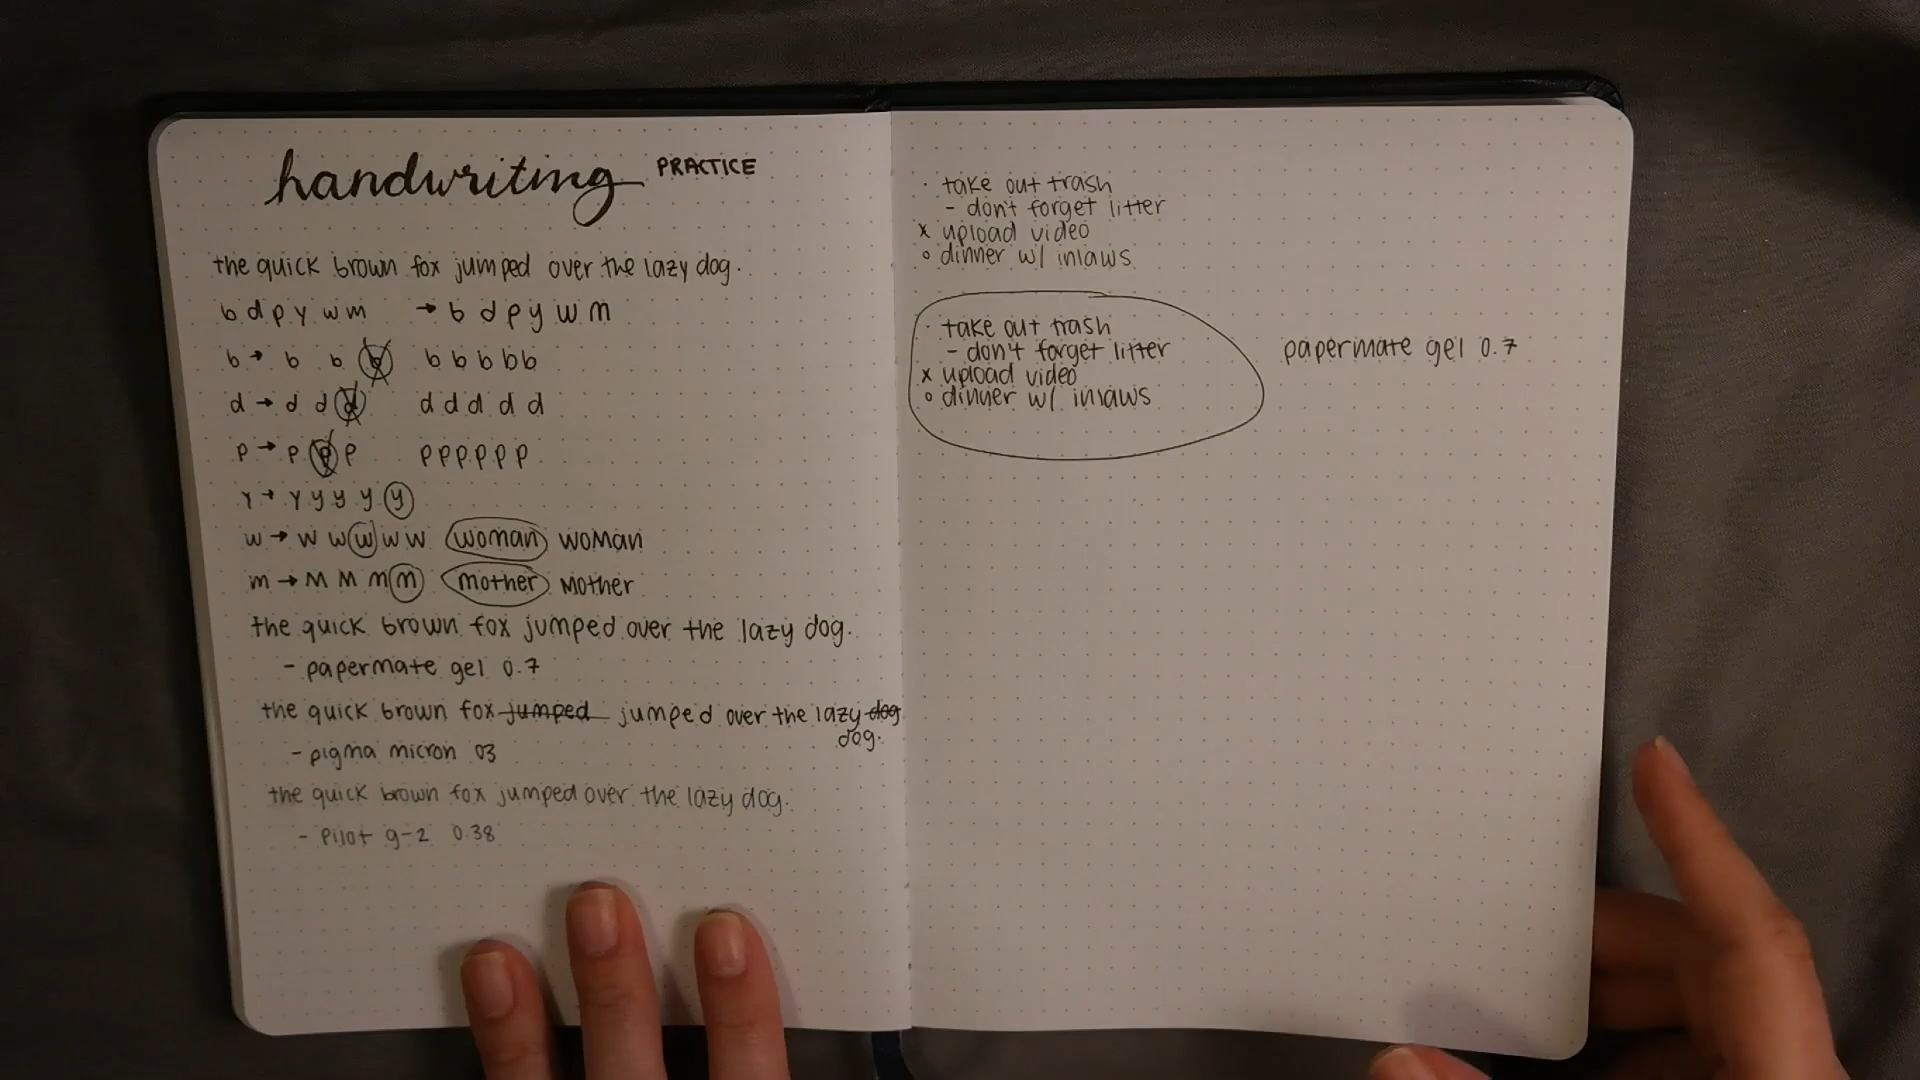 handwriting PRACTICE
the quick brown fox jumped over the lazy dog.
b d p y w m → b d p y w m
b → b b b b b b b b
d → d d d d d d d d
p → p p p p p p p p p
y → y y y y y
w → w w w w w woman woman
m → m m m m mother mother
the quick brown fox jumped over the lazy dog.
- papermate gel 0.7
the quick brown fox jumped jumped over the lazy dog
dog.
- pigma micron 03
the quick brown fox jumped over the lazy dog.
- pilot g-2 0.38
· take out trash
- don't forget litter
x upload video
o dinner w/ inlaws
· take out trash
- don't forget litter
x upload video
o dinner w/ inlaws
papermate gel 0.7